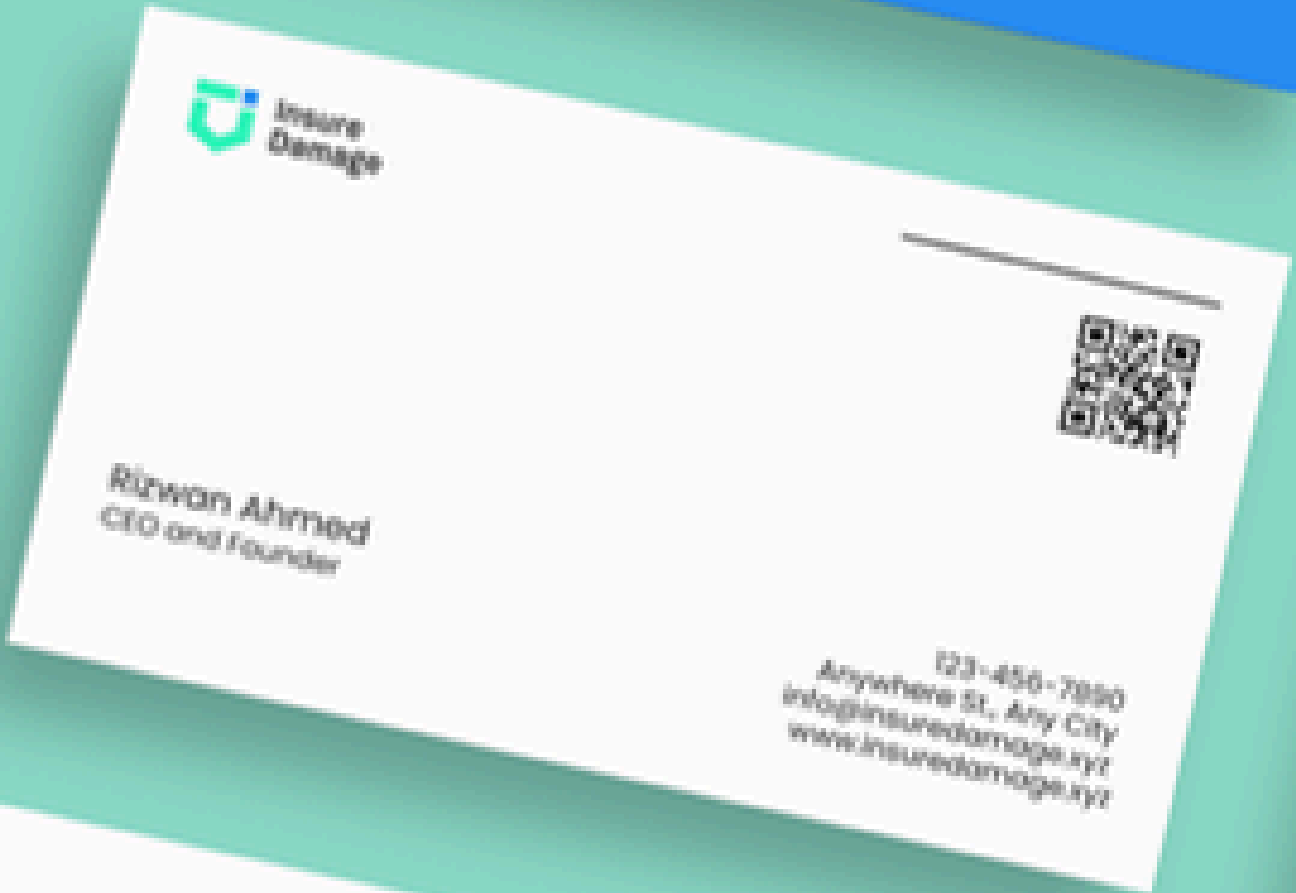 Insure
Damage
Rizwan Ahmed
CEO and Founder
123-456-7890
Anywhere St., Any City
info@insuredamage.xyz
www.insuredamage.xyz